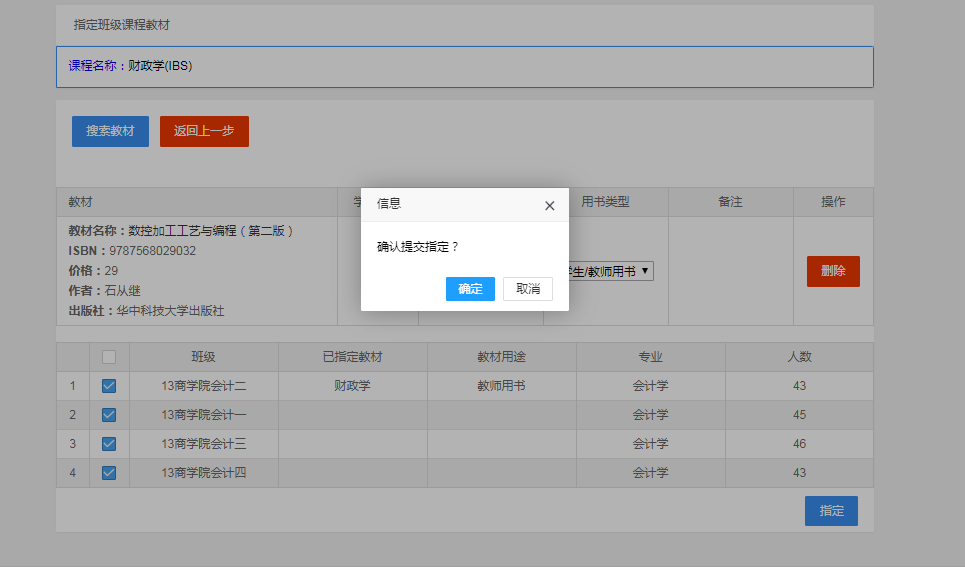 指定班级课程教材
课程名称：财政学(IBS)
搜索教材 返回上一步
教材 用书类型 备注 操作
教材名称：数控加工工艺与编程（第二版）
ISBN：9787568029032
价格：29
作者：石从继
出版社：华中科技大学出版社
学生/教师用书
删除
信息
确认提交指定？
确定 取消
班级 已指定教材 教材用途 专业 人数
1 13商学院会计二 财政学 教师用书 会计学 43
2 13商学院会计一 会计学 45
3 13商学院会计三 会计学 46
4 13商学院会计四 会计学 43
指定